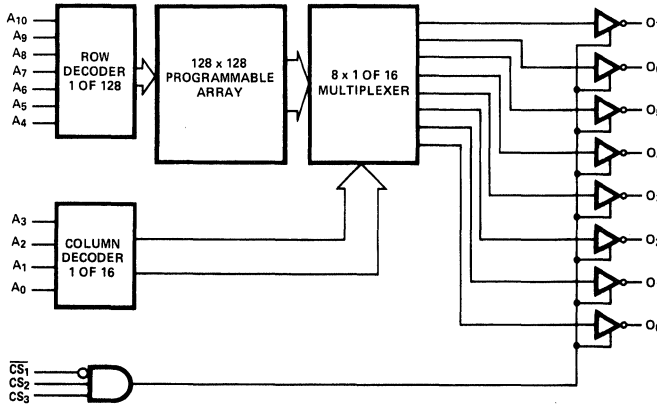 A10
A9
A8
A7
A6
A5
A4
ROW
DECODER
1 OF 128
128 x 128
PROGRAMMABLE
ARRAY
8 x 1 OF 16
MULTIPLEXER
A3
A2
A1
A0
COLUMN
DECODER
1 OF 16
C̅S̅1
CS2
CS3
O
O
O
O
O
O
O
O